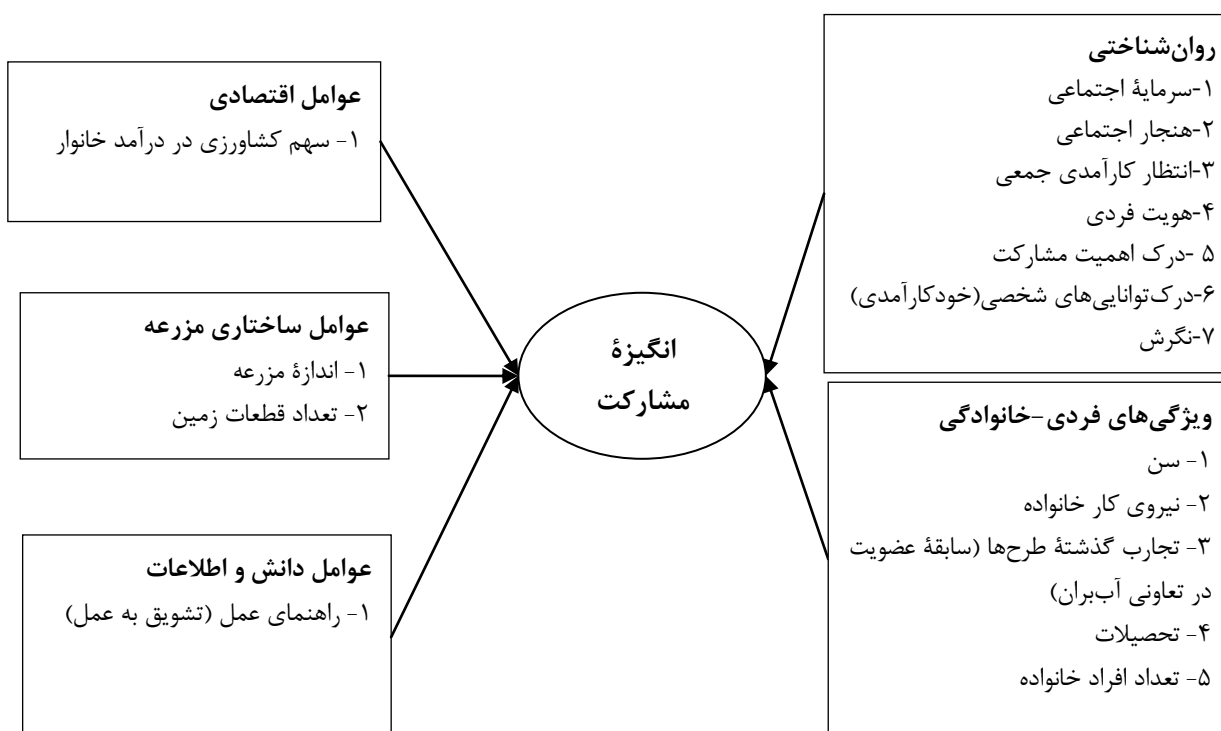 روان‌شناختی
۱-سرمایهٔ اجتماعی
۲-هنجار اجتماعی
۳-انتظار کارآمدی جمعی
۴-هویت فردی
۵ -درک اهمیت مشارکت
۶-درک‌توانایی‌های شخصی(خودکارآمدی)
۷-نگرش
ویژگی‌های فردی-خانوادگی
۱- سن
۲- نیروی کار خانواده
۳- تجارب گذشتهٔ طرح‌ها (سابقهٔ عضویت
در تعاونی آب‌بران)
۴- تحصیلات
۵- تعداد افراد خانواده
انگیزهٔ
مشارکت
عوامل اقتصادی
۱- سهم کشاورزی در درآمد خانوار
عوامل ساختاری مزرعه
۱- اندازهٔ مزرعه
۲- تعداد قطعات زمین
عوامل دانش و اطلاعات
۱- راهنمای عمل (تشویق به عمل)